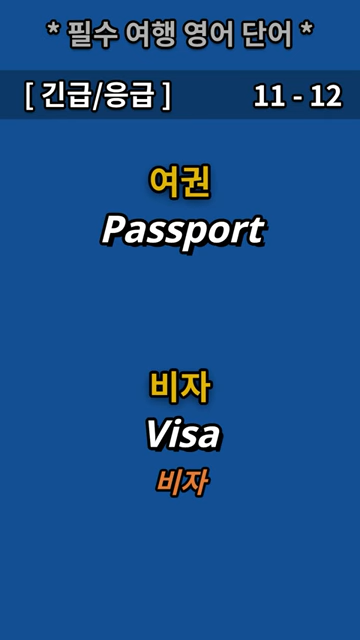 * 필수 여행 영어 단어 *
[ 긴급/응급 ] 11 - 12
여권
Passport
비자
Visa
비자